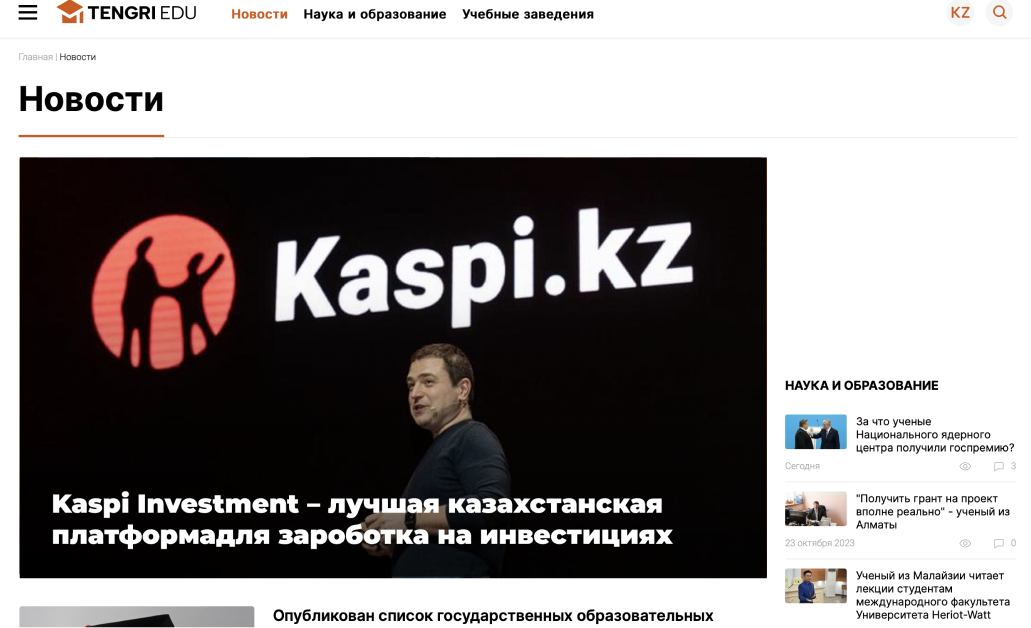 TENGRI EDU
Новости Наука и образование Учебные заведения
KZ
Главная | Новости
Новости
Kaspi.kz
Kaspi Investment – лучшая казахстанская
платформадля зароботка на инвестициях
НАУКА И ОБРАЗОВАНИЕ
За что ученые
Национального ядерного
центра получили госпремию?
Сегодня 3
"Получить грант на проект
вполне реально" - ученый из
Алматы
23 октября 2023 0
Ученый из Малайзии читает
лекции студентам
международного факультета
Университета Heriot-Watt
Опубликован список государственных образовательных